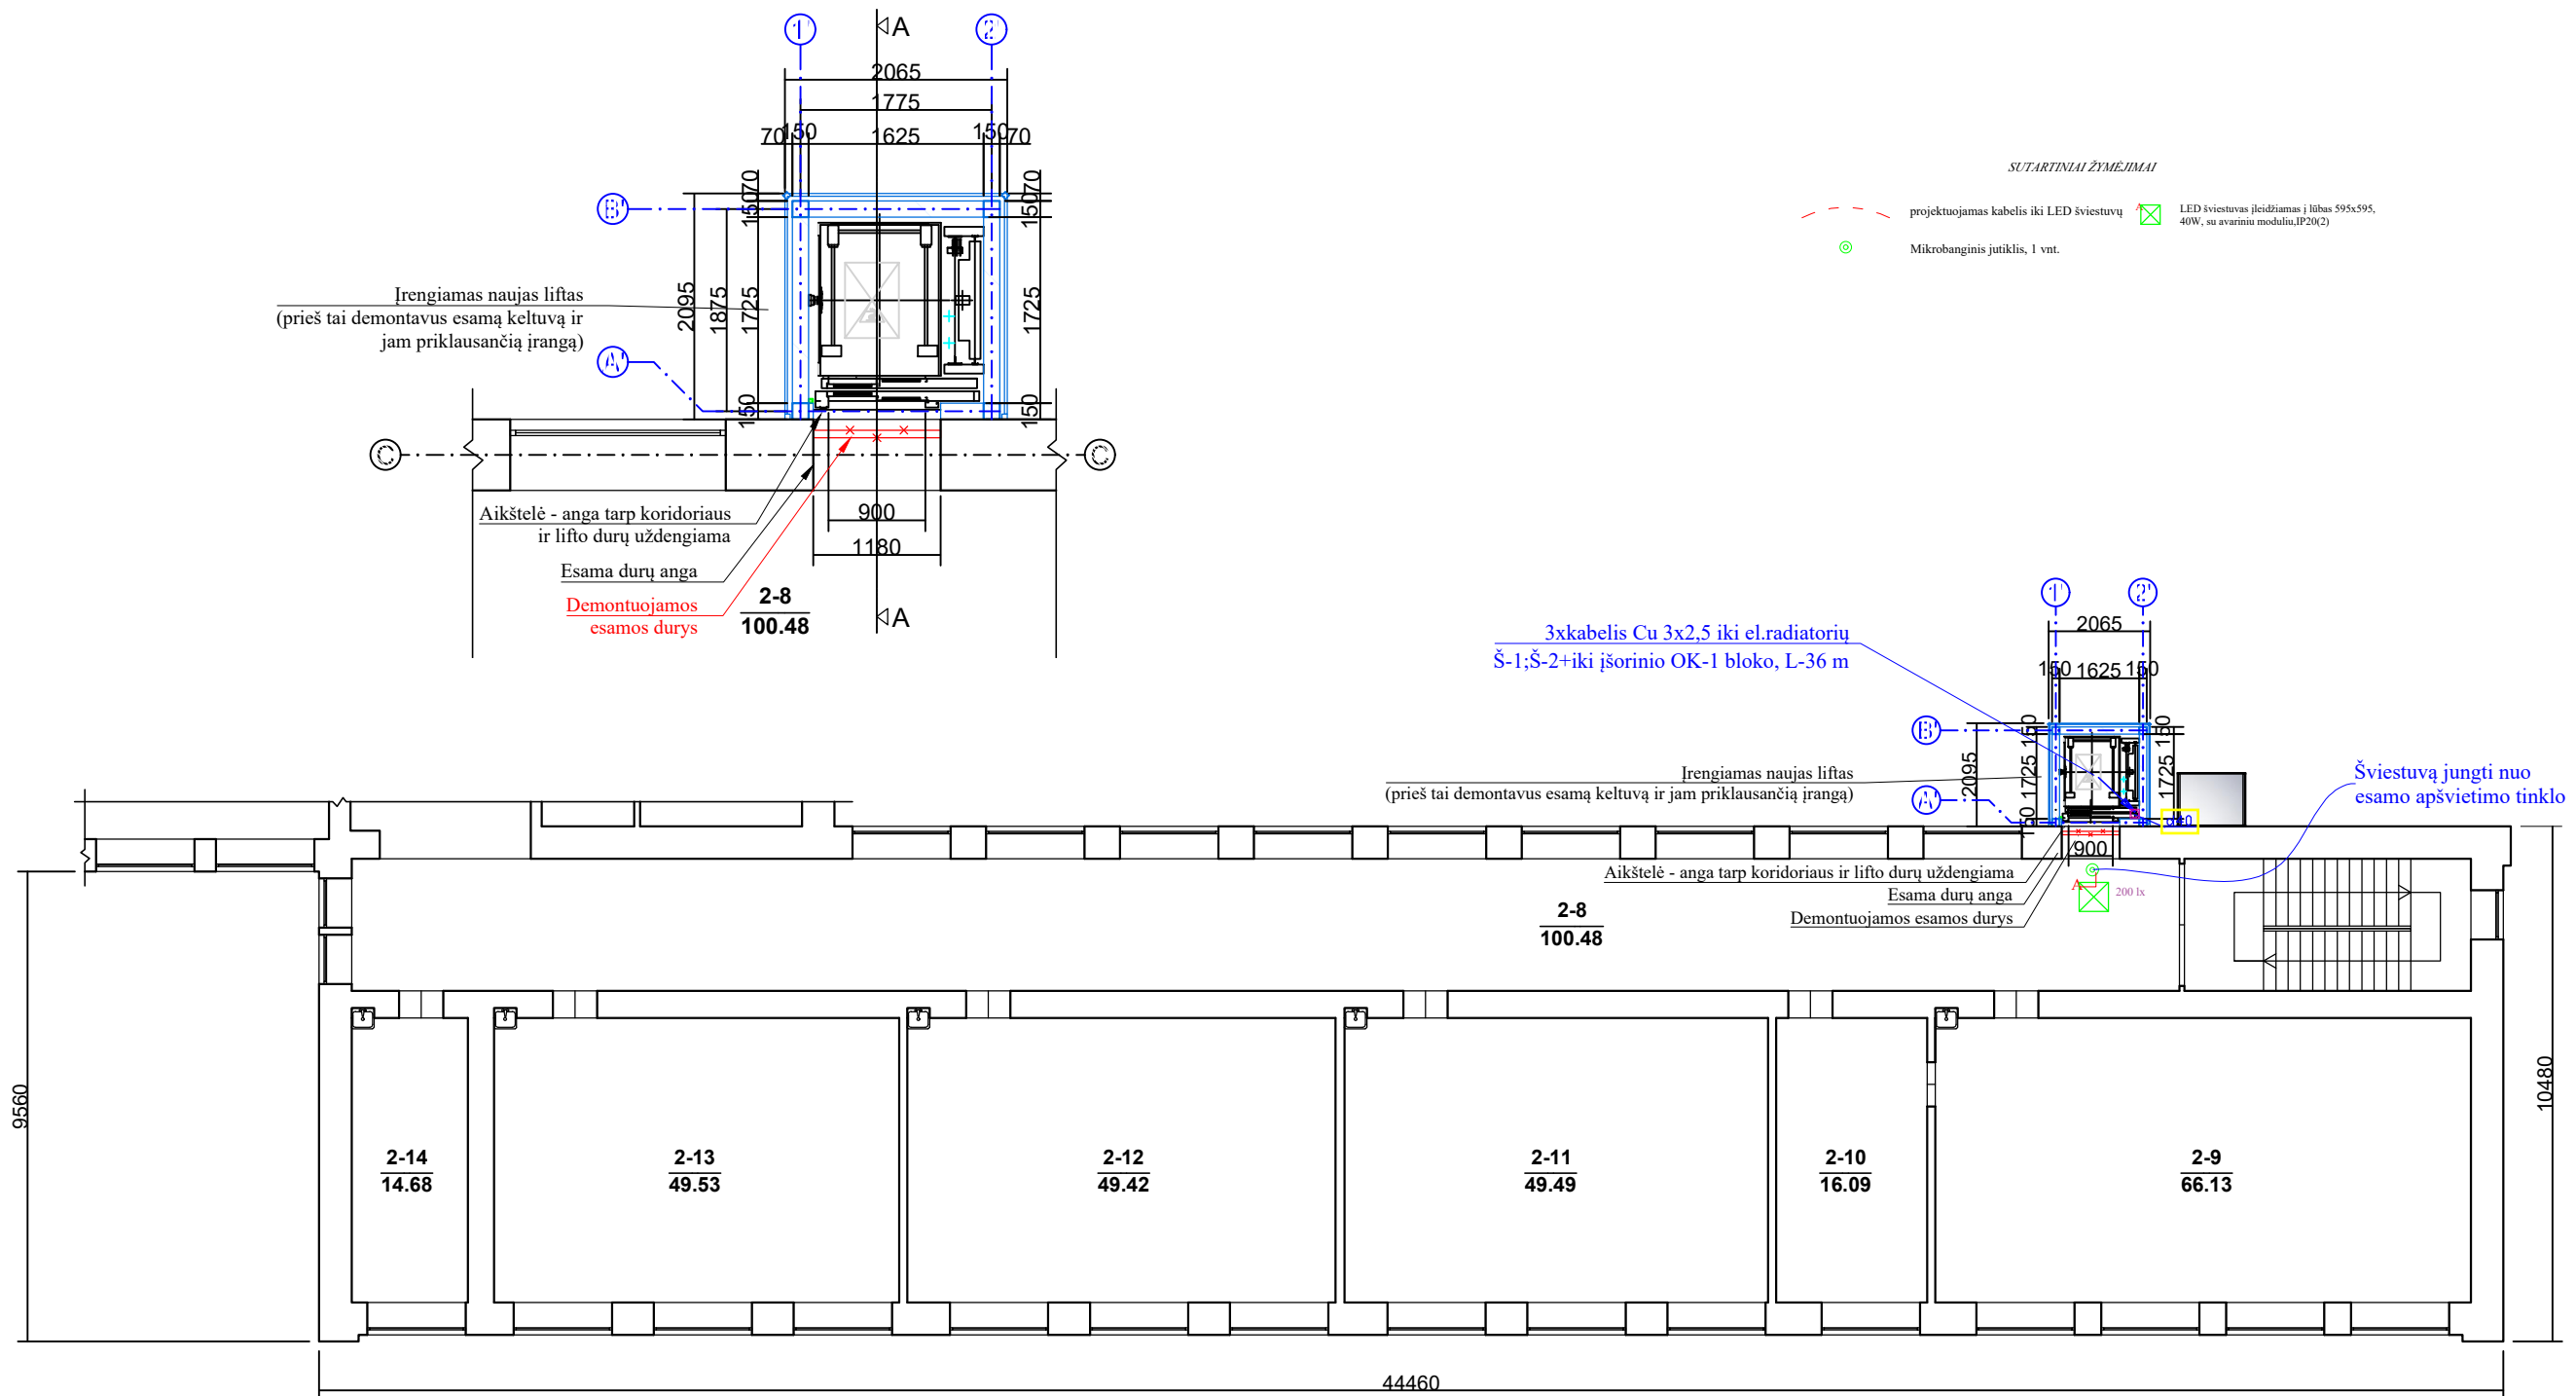 1'
2'
A
2065
1775
70
150
1625
150
70
SUTARTINIAI ŽYMĖJIMAI
projektuojamas kabelis iki LED šviestuvų
A
LED šviestuvas įleidžiamas į lūbas 595x595,
40W, su avariniu moduliu,IP20(2)
Mikrobanginis jutiklis, 1 vnt.
B'
15070
15070
2095
1875
1725
1725
Įrengiamas naujas liftas
(prieš tai demontavus esamą keltuvą ir
jam priklausančią įrangą)
A'
150
150
C
C
Aikštelė - anga tarp koridoriaus
ir lifto durų uždengiama
900
1180
Esama durų anga
Demontuojamos
esamos durys
2-8
100.48
A
1'
2'
2065
3xkabelis Cu 3x2,5 iki el.radiatorių
Š-1;Š-2+iki įšorinio OK-1 bloko, L-36 m
150
1625
150
B'
150
150
2095
1725
1725
Įrengiamas naujas liftas
(prieš tai demontavus esamą keltuvą ir jam priklausančią įrangą)
A'
Šviestuvą jungti nuo
esamo apšvietimo tinklo
900
Aikštelė - anga tarp koridoriaus ir lifto durų uždengiama
A
200 lx
Esama durų anga
Demontuojamos esamos durys
2-8
100.48
9560
10480
2-14
14.68
2-13
49.53
2-12
49.42
2-11
49.49
2-10
16.09
2-9
66.13
44460